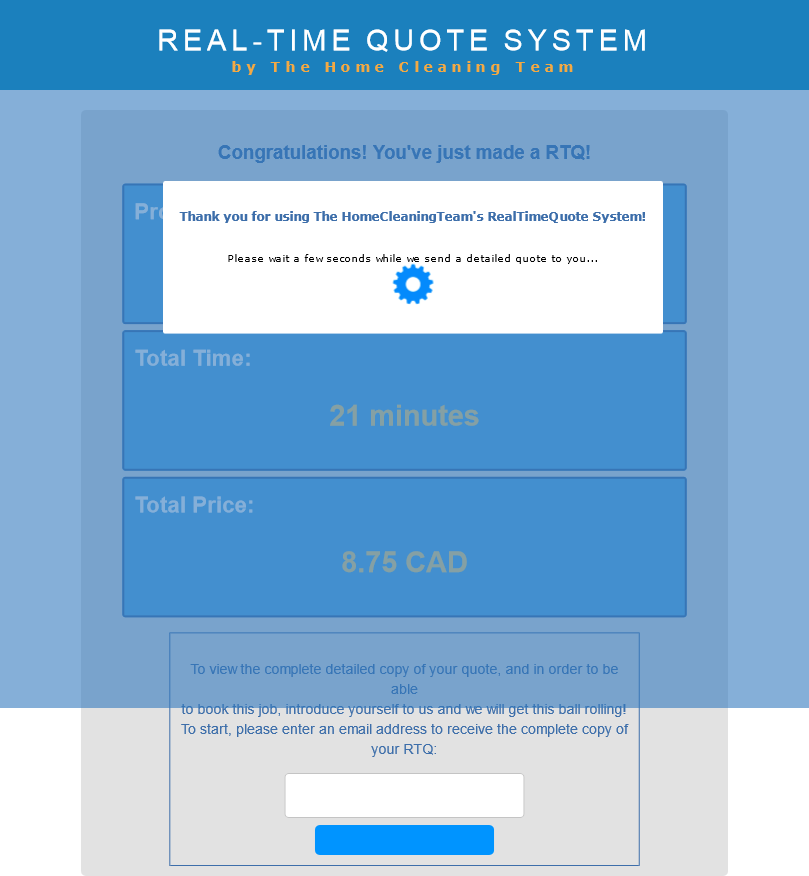 REAL-TIME QUOTE SYSTEM
by The Home Cleaning Team
Congratulations! You've just made a RTQ!
Thank you for using The HomeCleaningTeam's RealTimeQuote System!
Please wait a few seconds while we send a detailed quote to you...
Total Time:
21 minutes
Total Price:
8.75 CAD
To view the complete detailed copy of your quote, and in order to be
able
to book this job, introduce yourself to us and we will get this ball rolling!
To start, please enter an email address to receive the complete copy of
your RTQ: